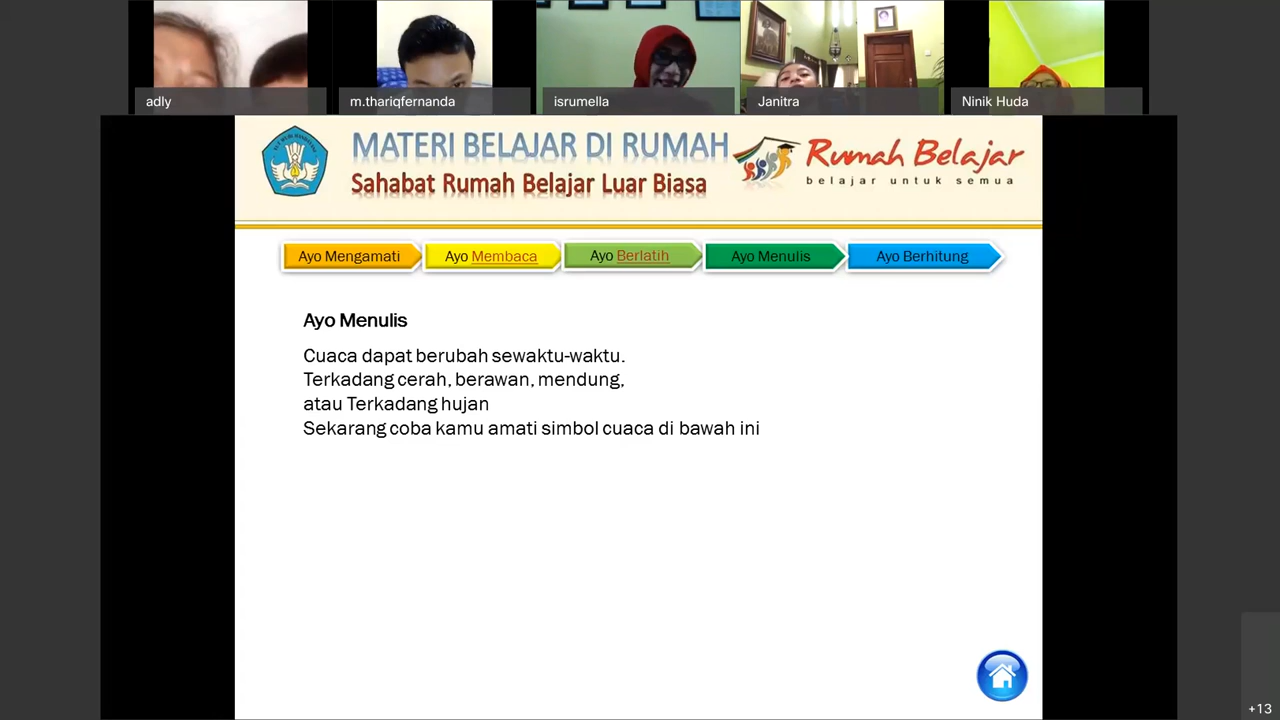 adly
m.thariqfernanda
isrumella
Janitra
Ninik Huda
MATERI BELAJAR DI RUMAH
Sahabat Rumah Belajar Luar Biasa
Rumah Belajar
belajar untuk semua
Ayo Mengamati
Ayo Membaca
Ayo Berlatih
Ayo Menulis
Ayo Berhitung
Ayo Menulis
Cuaca dapat berubah sewaktu-waktu.
Terkadang cerah, berawan, mendung,
atau Terkadang hujan
Sekarang coba kamu amati simbol cuaca di bawah ini
+13